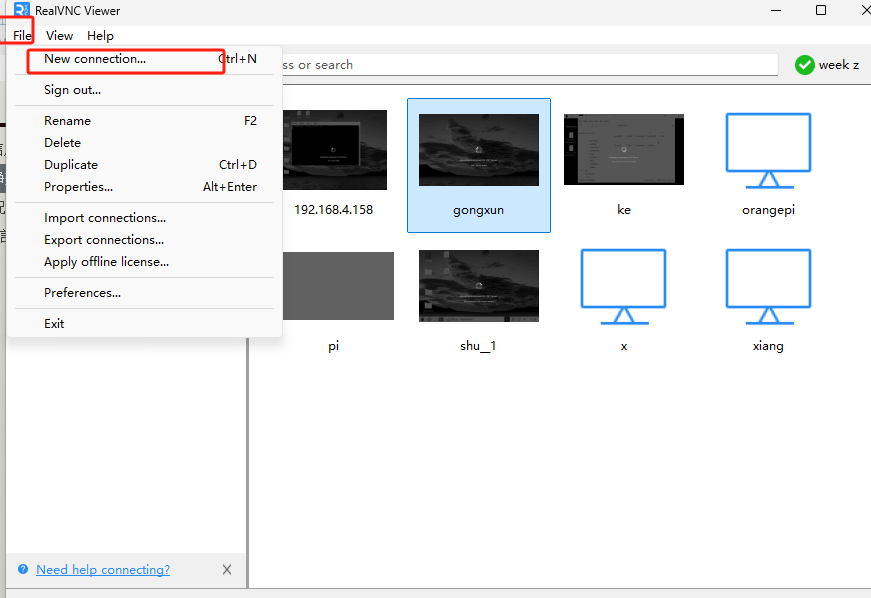 RealVNC Viewer
File View Help
New connection... Ctrl+N
ss or search
week z
Sign out...
Rename F2
Delete
Duplicate Ctrl+D
Properties... Alt+Enter
Import connections...
Export connections...
Apply offline license...
Preferences...
Exit
192.168.4.158
gongxun
ke
orangepi
pi
shu__1
x
xiang
Need help connecting?